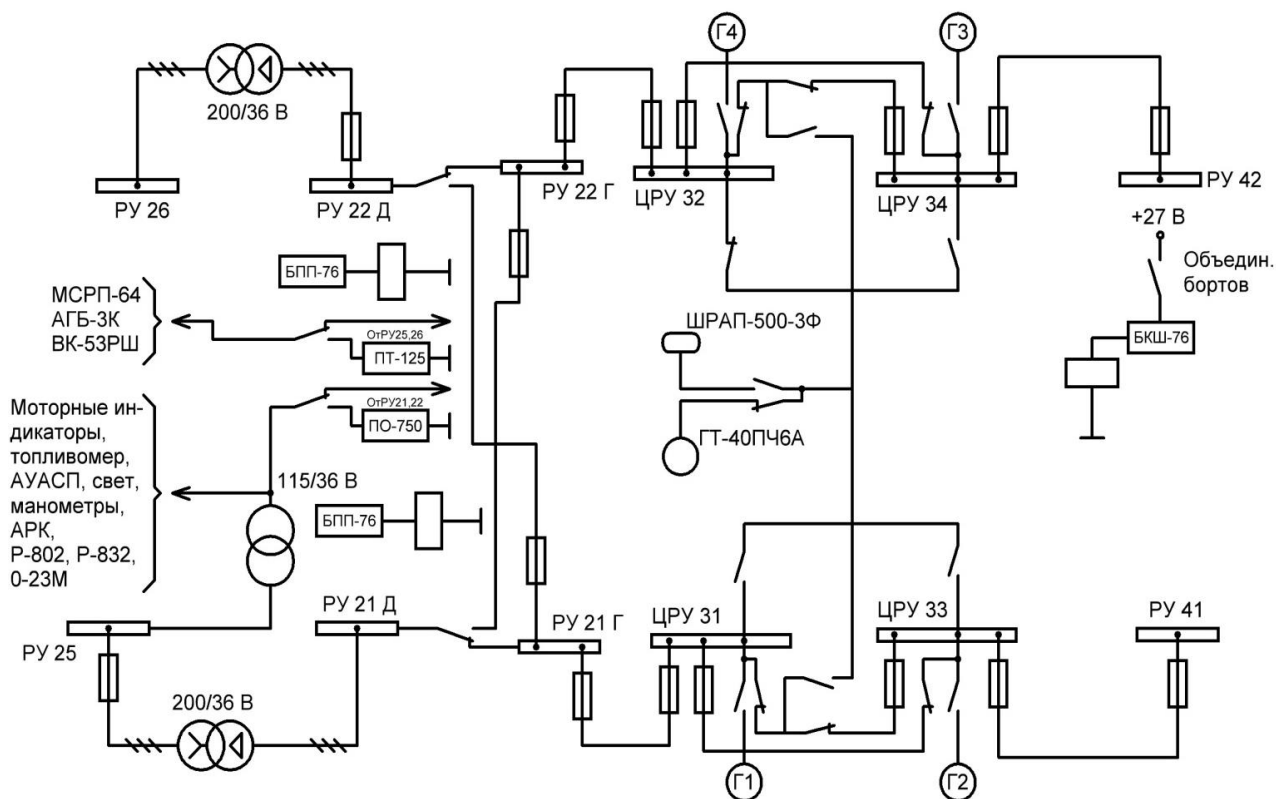 Г4
Г3
200/36 В
РУ 26
РУ 22 Д
РУ 22 Г
ЦРУ 32
ЦРУ 34
РУ 42
+27 В
Объедин.
бортов
БКШ-76
БПП-76
МСРП-64
АГБ-3К
ВК-53РШ
ОтРУ25,26
ПТ-125
ШРАП-500-3Ф
ОтРУ21,22
ПО-750
ГТ-40ПЧ6А
Моторные ин-
дикаторы,
топливомер,
АУАСП, свет,
манометры,
АРК,
Р-802, Р-832,
0-23М
115/36 В
БПП-76
РУ 25
РУ 21 Д
РУ 21 Г
ЦРУ 31
ЦРУ 33
РУ 41
200/36 В
Г1
Г2